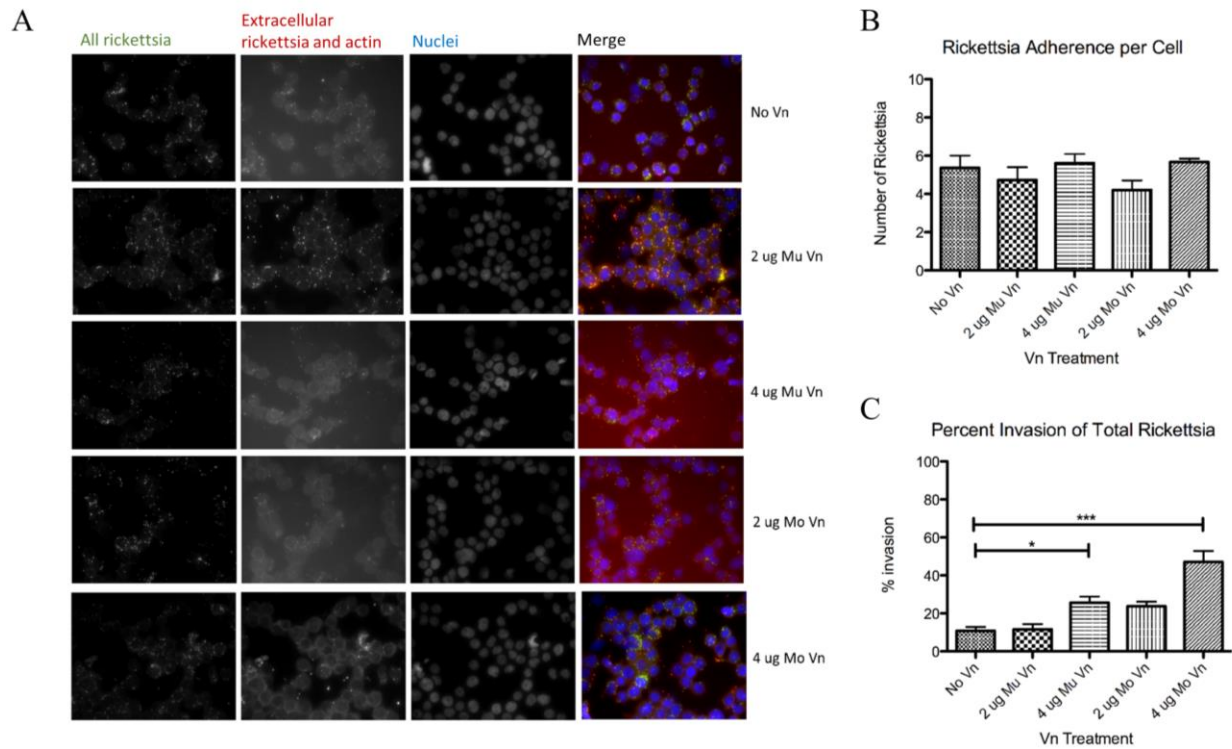 A
All rickettsia
Extracellular
rickettsia and actin
Nuclei
Merge
No Vn
2 ug Mu Vn
4 ug Mu Vn
2 ug Mo Vn
4 ug Mo Vn
B
Rickettsia Adherence per Cell
Number of Rickettsia
10
8
6
4
2
0
No Vn
2 ug Mu Vn
4 ug Mu Vn
2 ug Mo Vn
4 ug Mo Vn
Vn Treatment
C
Percent Invasion of Total Rickettsia
% invasion
100
80
60
40
20
0
***
*
No Vn
2 ug Mu Vn
4 ug Mu Vn
2 ug Mo Vn
4 ug Mo Vn
Vn Treatment